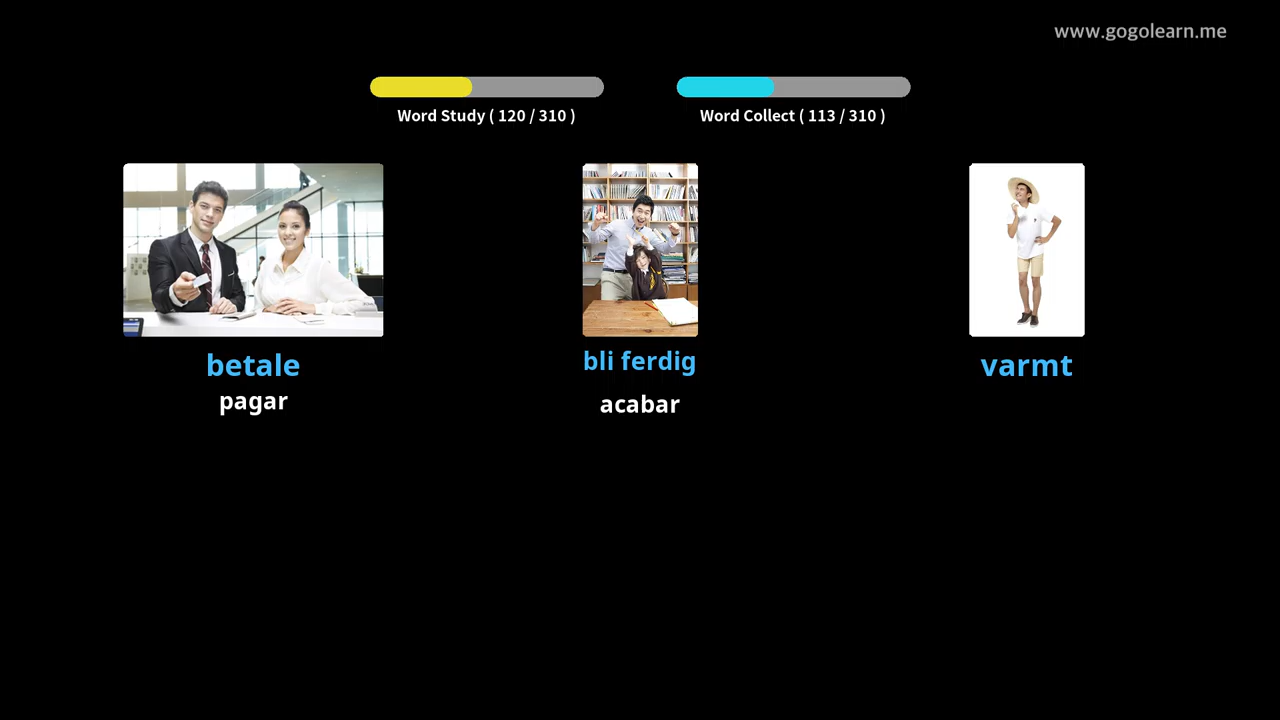 www.gogolearn.me
Word Study ( 120 / 310 )
Word Collect ( 113 / 310 )
betale
pagar
bli ferdig
acabar
varmt